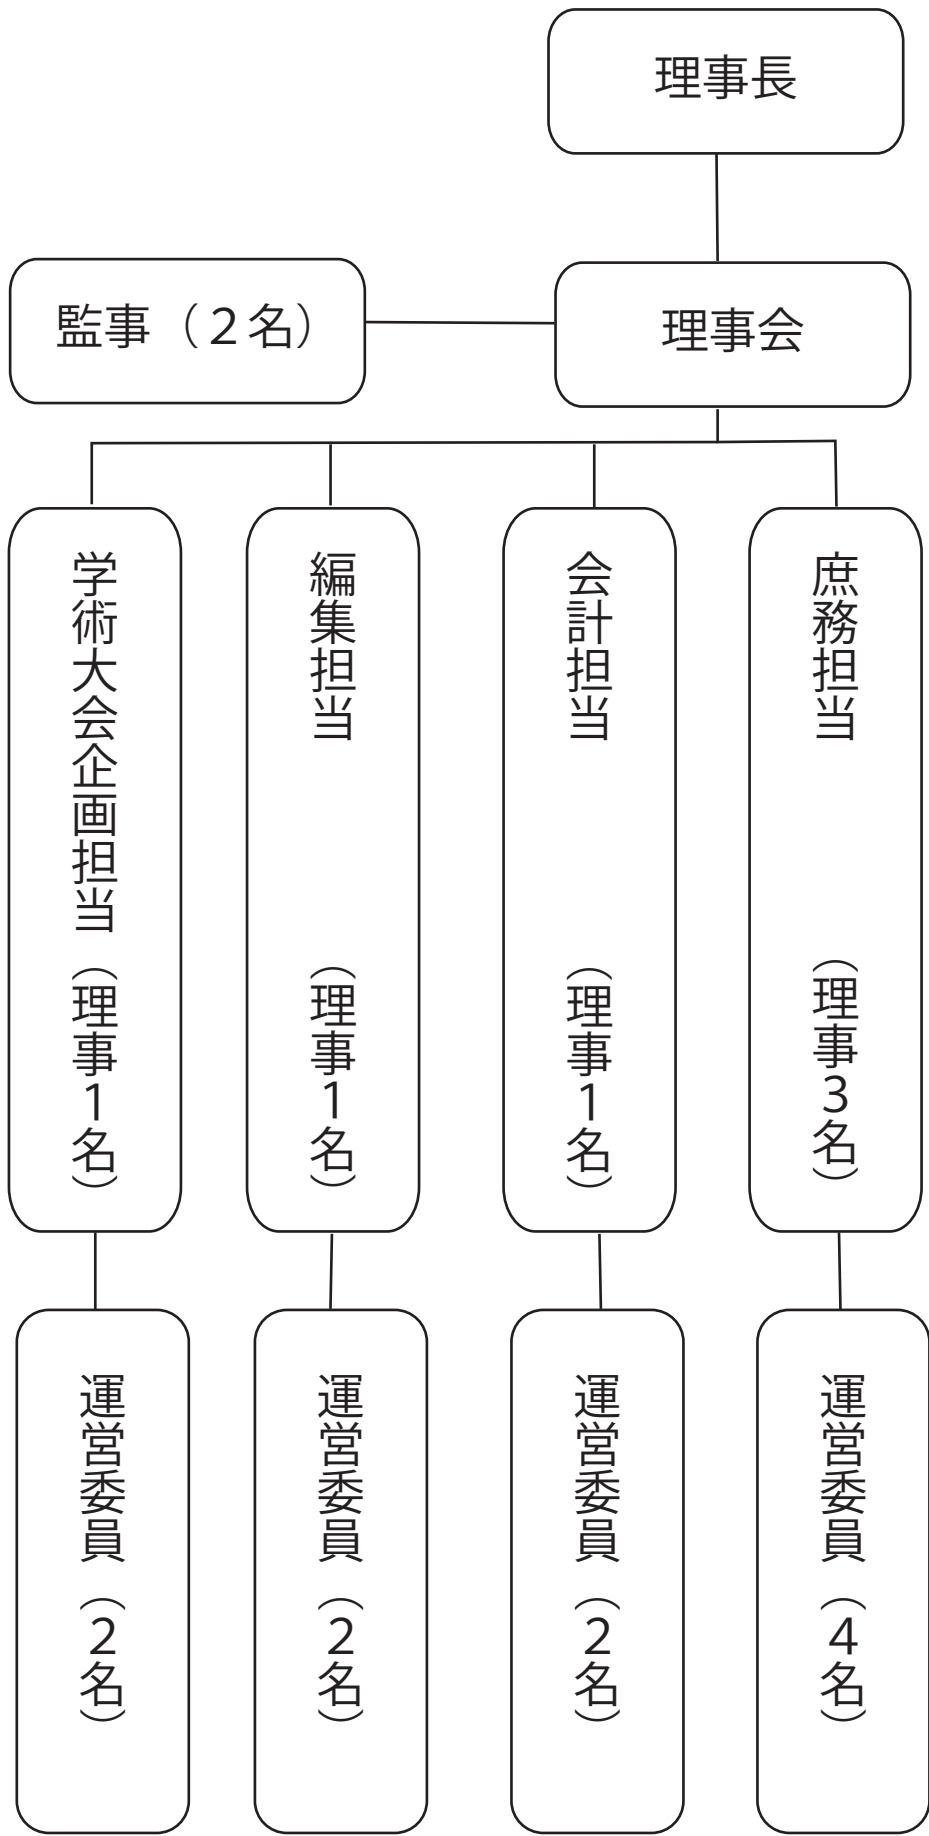 理事長
監事（２名）
理事会
学術大会企画担当（理事１名）
編集担当（理事１名）
会計担当（理事１名）
庶務担当（理事３名）
運営委員（２名）
運営委員（２名）
運営委員（２名）
運営委員（４名）